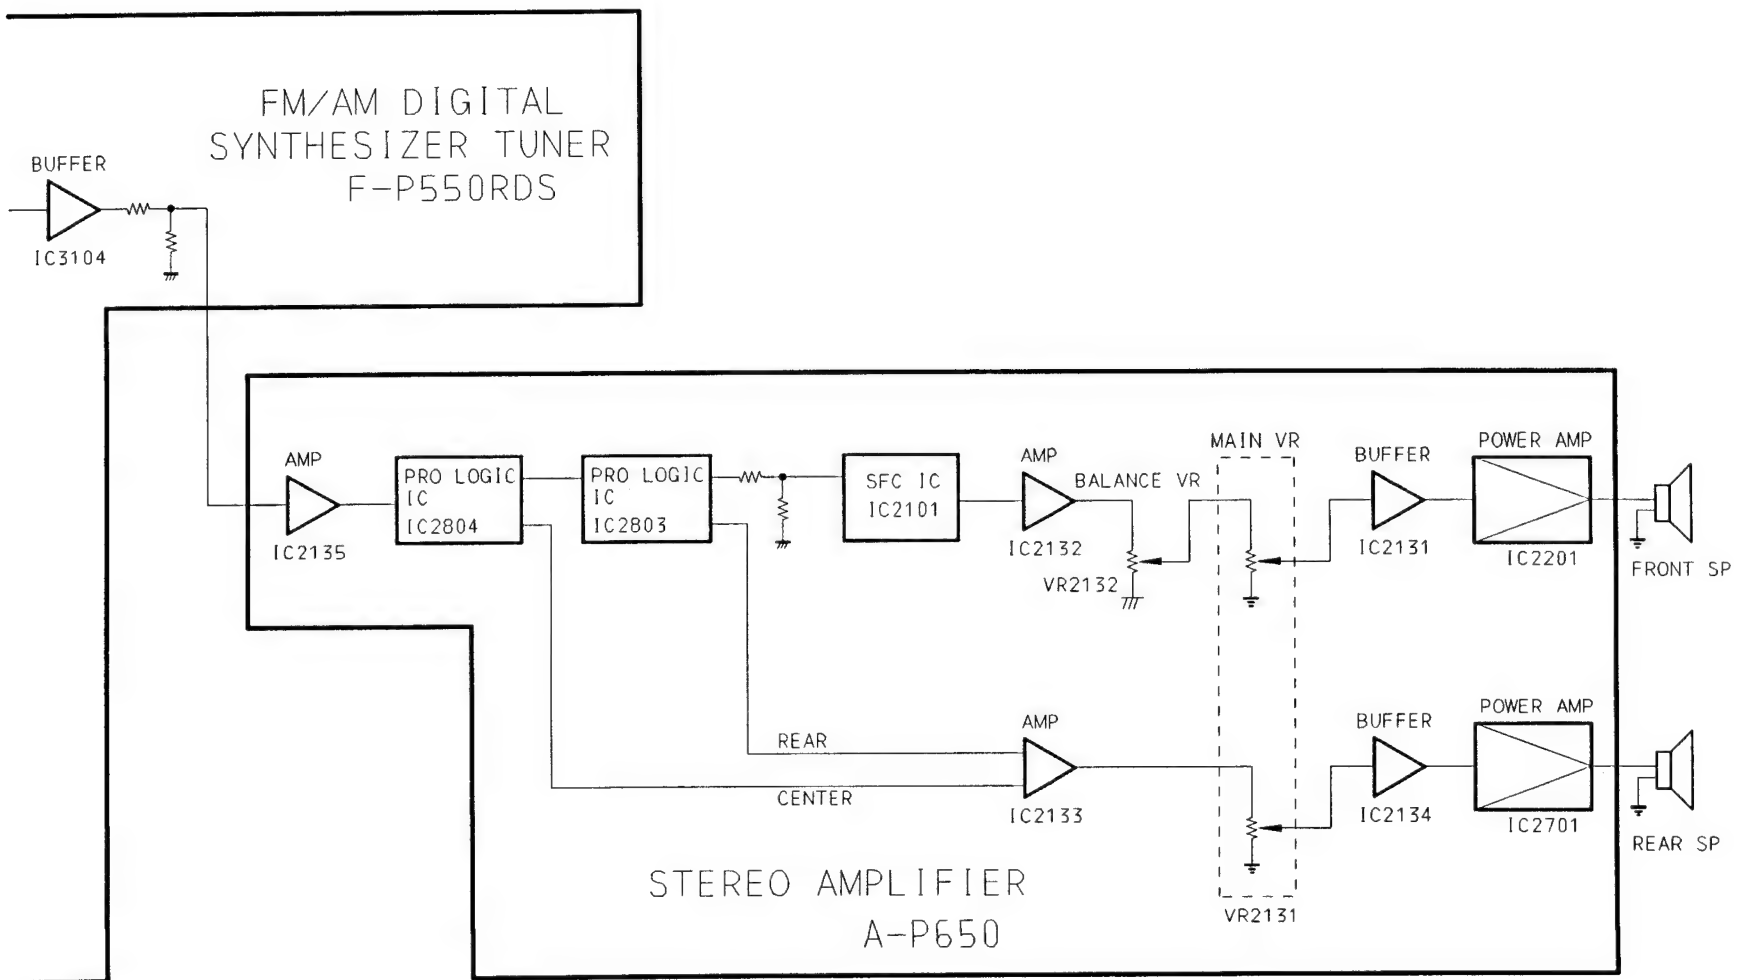 FM/AM DIGITAL
SYNTHESIZER TUNER
F-P550RDS
BUFFER
IC3104
AMP
IC2135
PRO LOGIC
IC
IC2804
PRO LOGIC
IC
IC2803
SFC IC
IC2101
AMP
IC2132
BALANCE VR
VR2132
MAIN VR
BUFFER
IC2131
POWER AMP
IC2201
FRONT SP
REAR
CENTER
AMP
IC2133
BUFFER
IC2134
POWER AMP
IC2701
REAR SP
VR2131
STEREO AMPLIFIER
A-P650